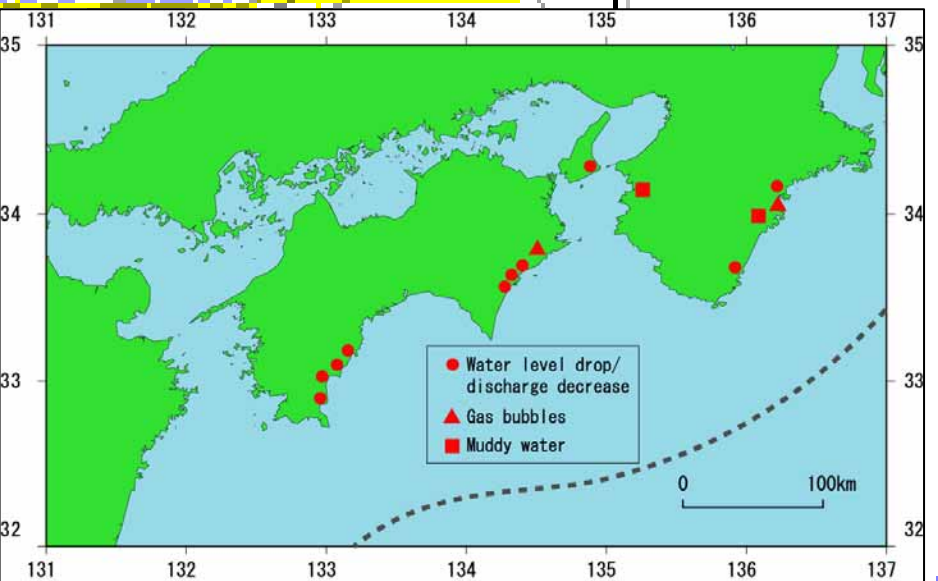 131 132 133 134 135 136 137
35 35
34 34
33 33
32 32
Water level drop/
discharge decrease
Gas bubbles
Muddy water
0 100km
131 132 133 134 135 136 137